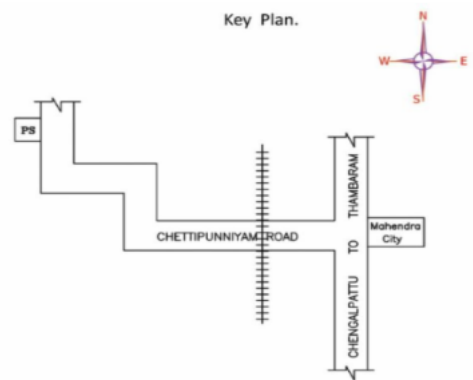 Key Plan.
N
W
E
S
PS
CHETTIPUNNIYAM ROAD
CHENGALPATTU TO THAMBARAM
Mahendra
City